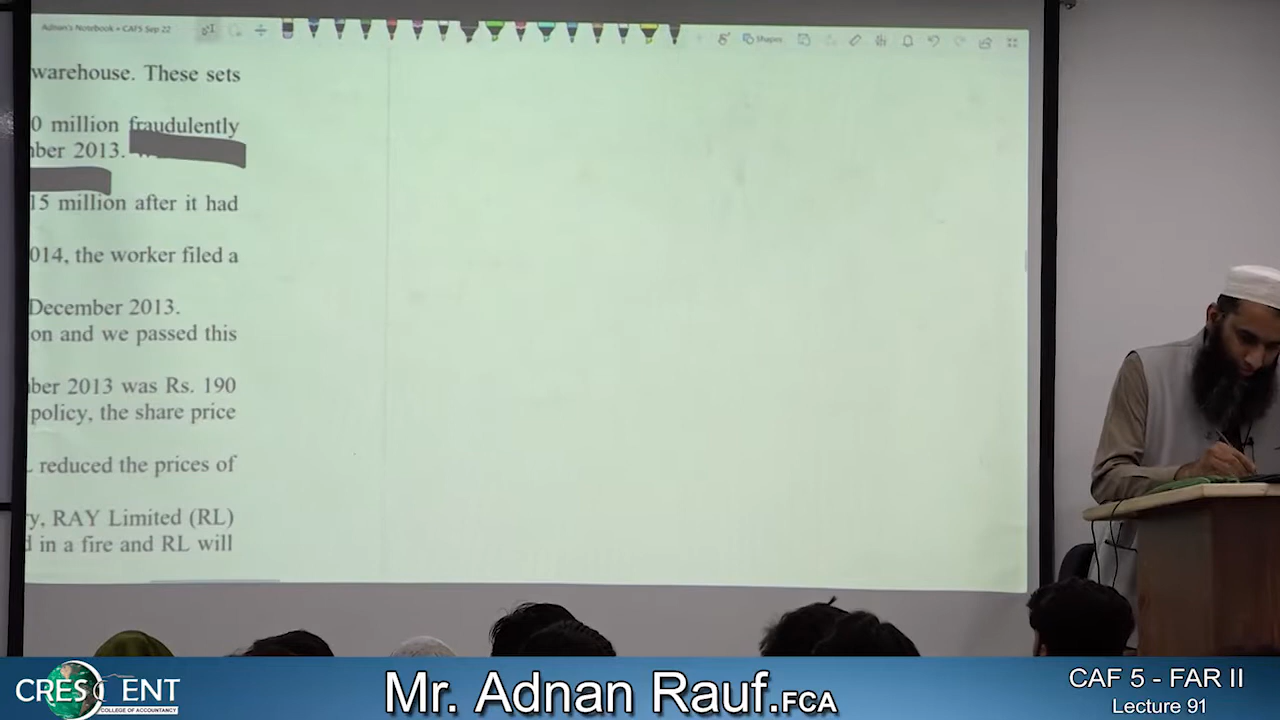 Adnan's Notebook » CAF5 Sep 22
Shapes
warehouse. These sets
0 million fraudulently
ber 2013.
15 million after it had
014, the worker filed a
December 2013.
on and we passed this
ber 2013 was Rs. 190
policy, the share price
reduced the prices of
y, RAY Limited (RL)
d in a fire and RL will
CRESCENT
COLLEGE OF ACCOUNTANCY
Mr. Adnan Rauf.FCA
CAF 5 - FAR II
Lecture 91